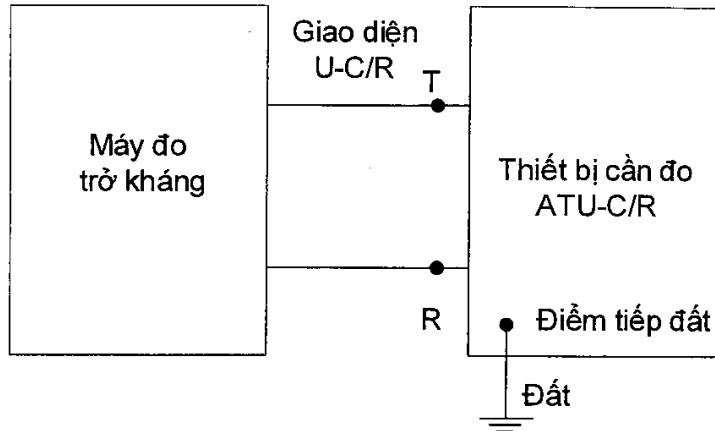 Giao diện
U-C/R
T
Máy đo
trở kháng
Thiết bị cần đo
ATU-C/R
R
Điểm tiếp đất
Đất